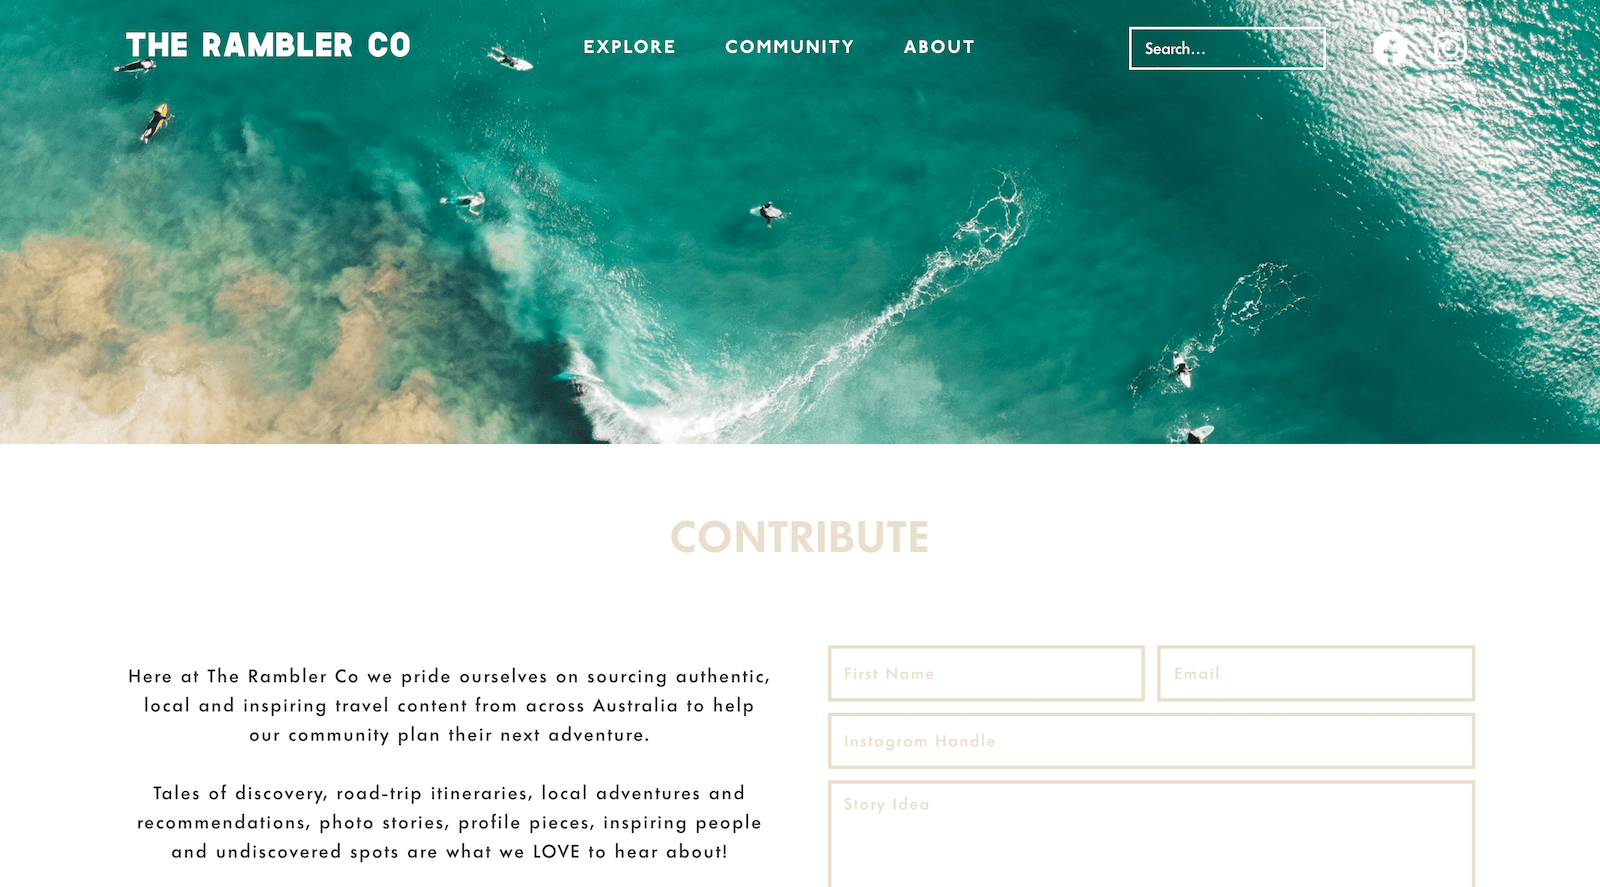 THE RAMBLER CO
EXPLORE
COMMUNITY
ABOUT
Search...
CONTRIBUTE
Here at The Rambler Co we pride ourselves on sourcing authentic,
local and inspiring travel content from across Australia to help
our community plan their next adventure.
Tales of discovery, road-trip itineraries, local adventures and
recommendations, photo stories, profile pieces, inspiring people
and undiscovered spots are what we LOVE to hear about!
First Name
Email
Instagram Handle
Story Idea